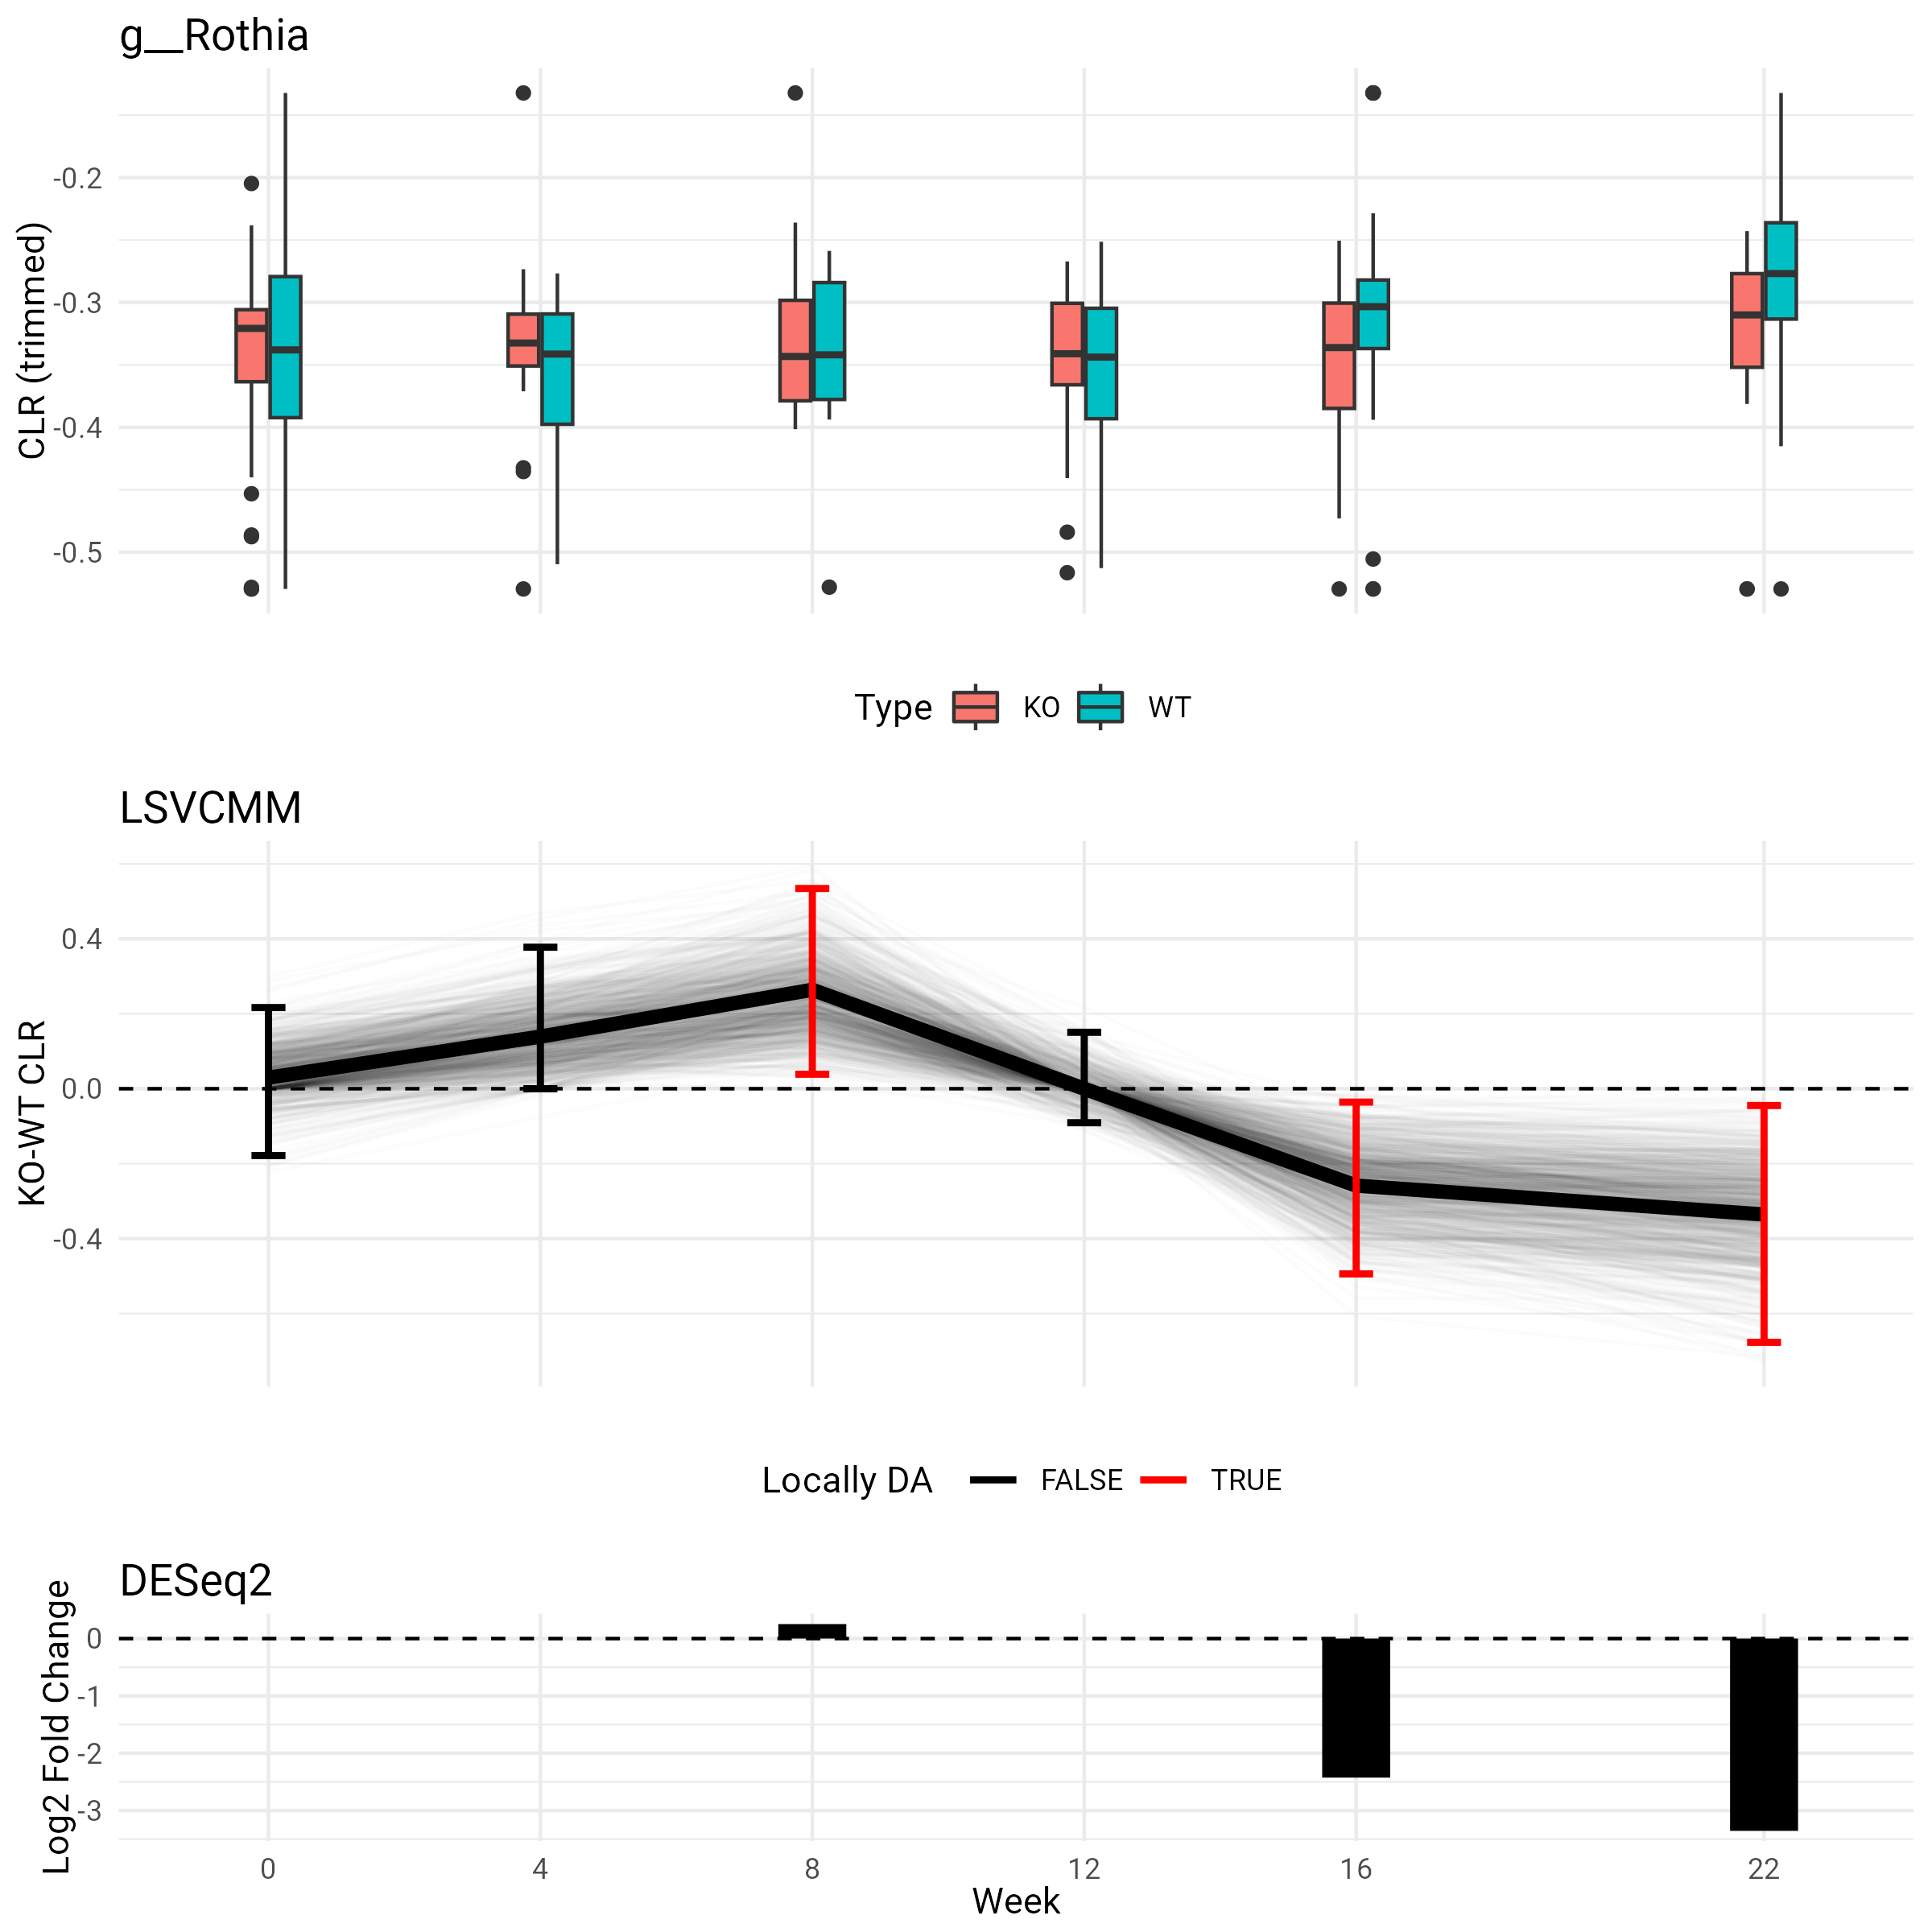 g__Rothia
CLR (trimmed)
-0.2
-0.3
-0.4
-0.5
Type KO WT
LSVCMM
KO-WT CLR
0.4
0.0
-0.4
Locally DA FALSE TRUE
DESeq2
Log2 Fold Change
0
-1
-2
-3
0 4 8 12 16 22
Week